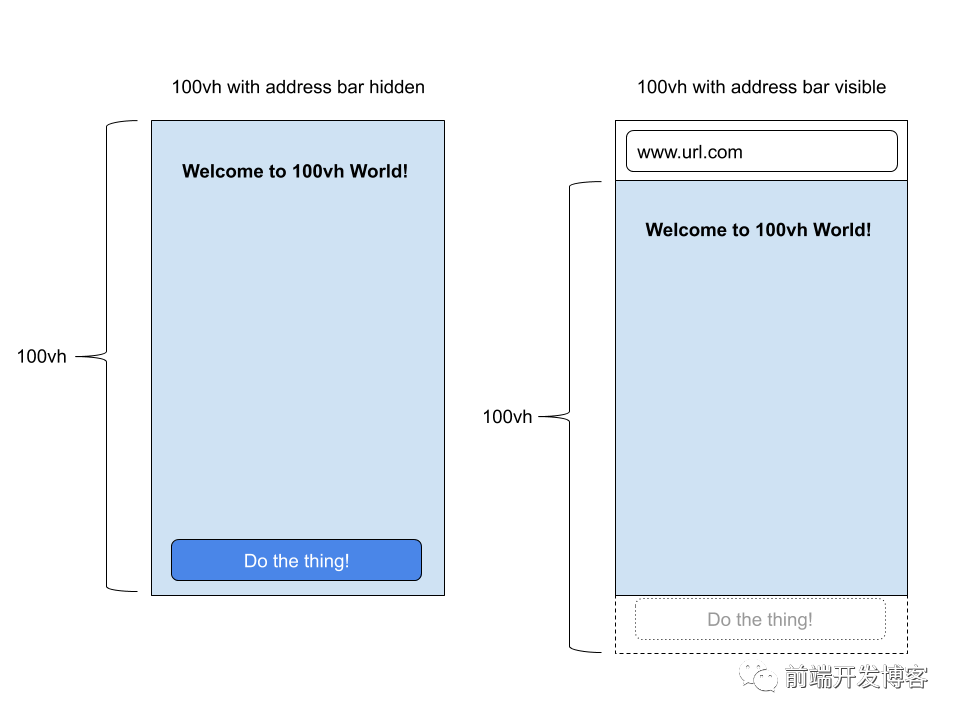 100vh with address bar hidden
Welcome to 100vh World!
100vh
Do the thing!
100vh with address bar visible
www.url.com
Welcome to 100vh World!
100vh
Do the thing!
前端开发博客